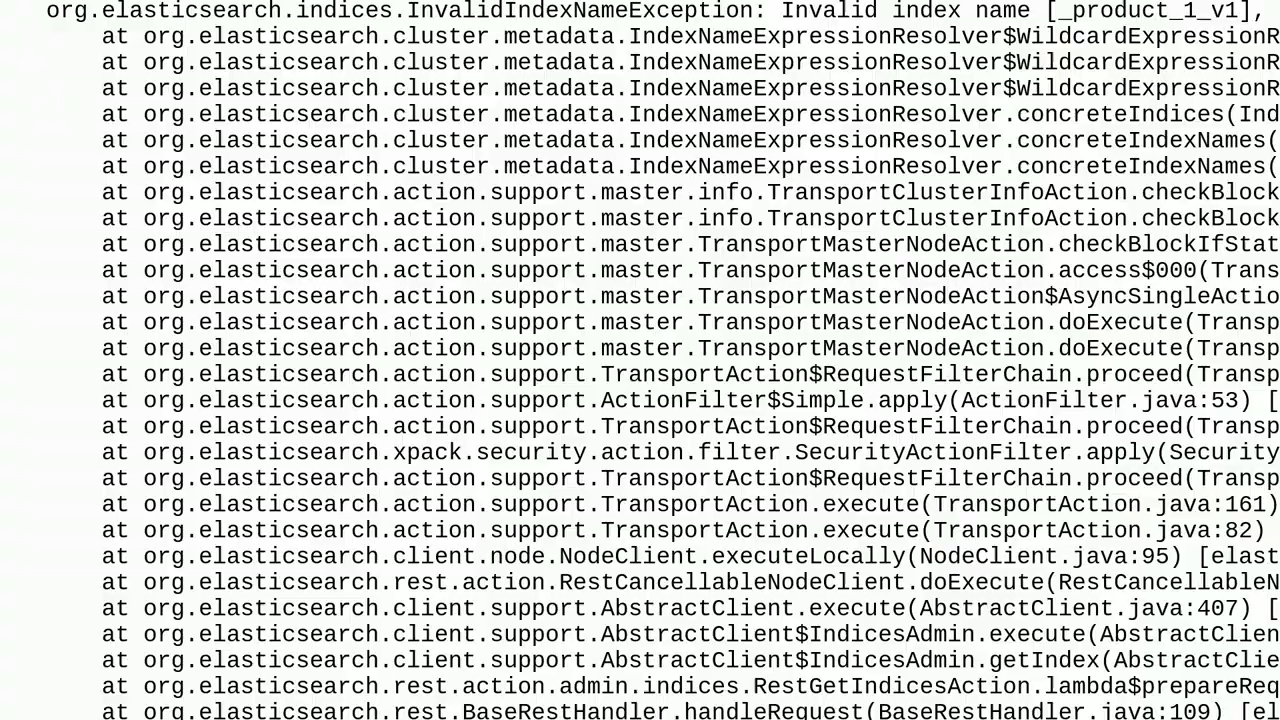 org.elasticsearch.indices.InvalidIndexNameException: Invalid index name [_product_1_v1],
at org.elasticsearch.cluster.metadata.IndexNameExpressionResolver$WildcardExpressionR
at org.elasticsearch.cluster.metadata.IndexNameExpressionResolver$WildcardExpressionR
at org.elasticsearch.cluster.metadata.IndexNameExpressionResolver$WildcardExpressionR
at org.elasticsearch.cluster.metadata.IndexNameExpressionResolver.concreteIndices(Ind
at org.elasticsearch.cluster.metadata.IndexNameExpressionResolver.concreteIndexNames(
at org.elasticsearch.cluster.metadata.IndexNameExpressionResolver.concreteIndexNames(
at org.elasticsearch.action.support.master.info.TransportClusterInfoAction.checkBlock
at org.elasticsearch.action.support.master.info.TransportClusterInfoAction.checkBlock
at org.elasticsearch.action.support.master.TransportMasterNodeAction.checkBlockIfStat
at org.elasticsearch.action.support.master.TransportMasterNodeAction.access$000(Trans
at org.elasticsearch.action.support.master.TransportMasterNodeAction$AsyncSingleActio
at org.elasticsearch.action.support.master.TransportMasterNodeAction.doExecute(Transp
at org.elasticsearch.action.support.master.TransportMasterNodeAction.doExecute(Transp
at org.elasticsearch.action.support.TransportAction$RequestFilterChain.proceed(Transp
at org.elasticsearch.action.support.ActionFilter$Simple.apply(ActionFilter.java:53) [
at org.elasticsearch.action.support.TransportAction$RequestFilterChain.proceed(Transp
at org.elasticsearch.xpack.security.action.filter.SecurityActionFilter.apply(Security
at org.elasticsearch.action.support.TransportAction$RequestFilterChain.proceed(Transp
at org.elasticsearch.action.support.TransportAction.execute(TransportAction.java:161)
at org.elasticsearch.action.support.TransportAction.execute(TransportAction.java:82)
at org.elasticsearch.client.node.NodeClient.executeLocally(NodeClient.java:95) [elast
at org.elasticsearch.rest.action.RestCancellableNodeClient.doExecute(RestCancellableN
at org.elasticsearch.client.support.AbstractClient.execute(AbstractClient.java:407) [
at org.elasticsearch.client.support.AbstractClient$IndicesAdmin.execute(AbstractClien
at org.elasticsearch.client.support.AbstractClient$IndicesAdmin.getIndex(AbstractClie
at org.elasticsearch.rest.action.admin.indices.RestGetIndicesAction.lambda$prepareReq
at org.elasticsearch.rest.BaseRestHandler.handleRequest(BaseRestHandler.java:109) [el